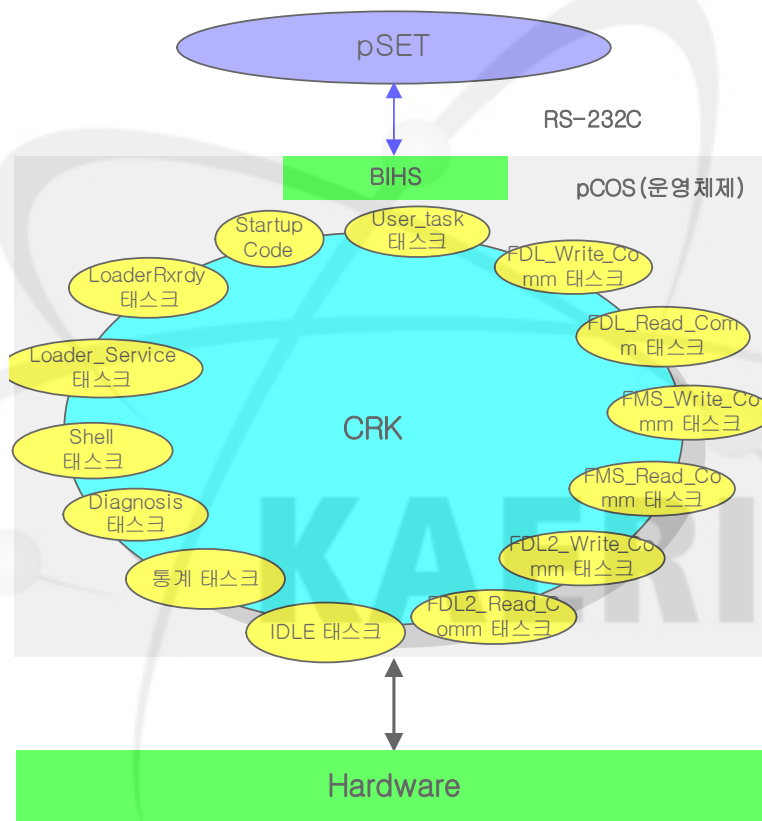 pSET
RS-232C
BIHS
pCOS(운영체제)
Startup
Code
User_task
태스크
FDL_Write_Co
mm 태스크
LoaderRxrdy
태스크
FDL_Read_Com
m 태스크
Loader_Service
태스크
FMS_Write_Co
mm 태스크
CRK
Shell
태스크
FMS_Read_Co
mm 태스크
Diagnosis
태스크
FDL2_Write_Co
mm 태스크
통계 태스크
FDL2_Read_C
omm 태스크
IDLE 태스크
KAERI
Hardware